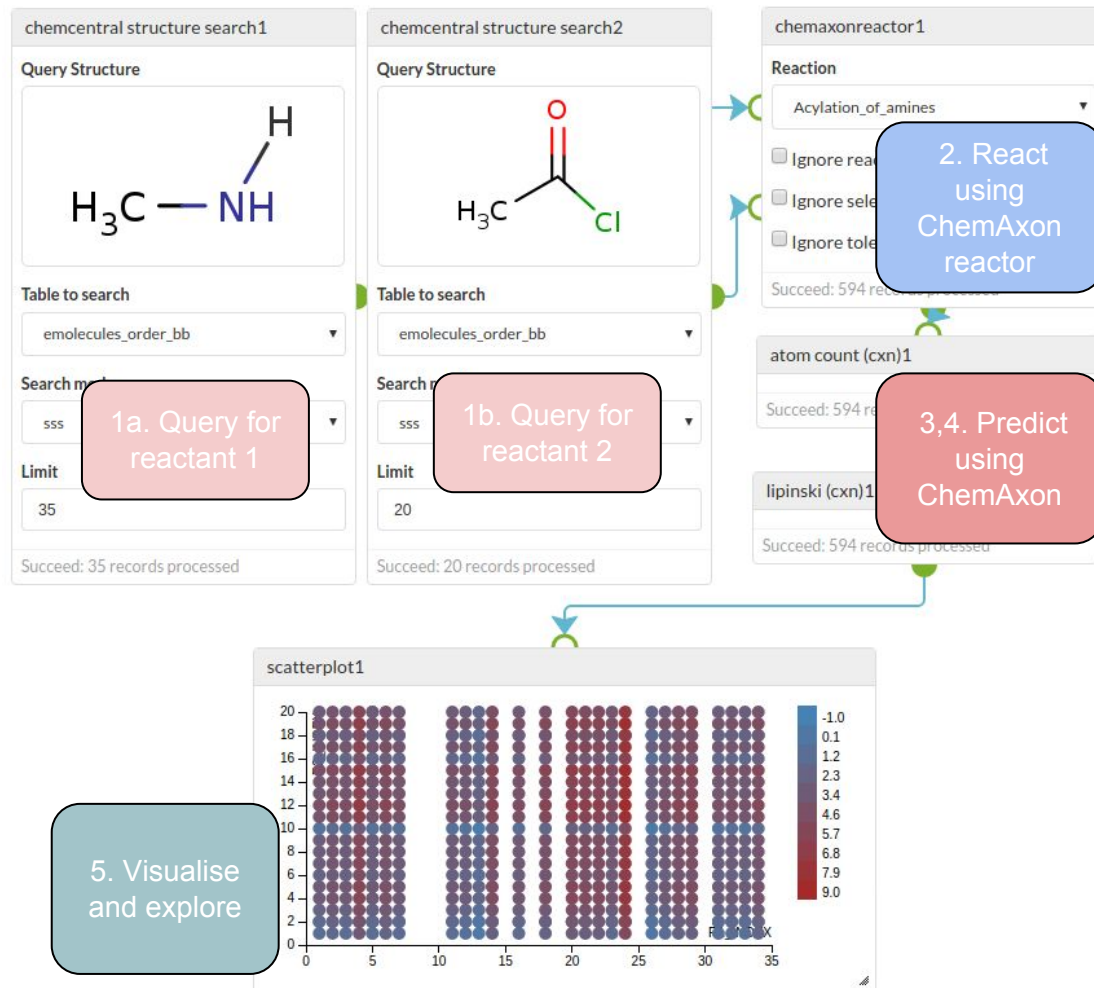 chemcentral structure search1
Query Structure
H
H₃C
NH
Table to search
emolecules_order_bb
sss
Limit
35
Succeed: 35 records processed
1a. Query for
reactant 1
chemcentral structure search2
Query Structure
O
H₃C
Cl
Table to search
emolecules_order_bb
sss
Limit
20
Succeed: 20 records processed
1b. Query for
reactant 2
chemaxonreactor1
Reaction
Acylation_of_amines
Ignore
Ignore
Ignore
Succeed: 594 records processed
2. React
using
ChemAxon
reactor
atom count (cxn)1
Succeed: 594
lipinski (cxn)1
Succeed: 594 records processed
3,4. Predict
using
ChemAxon
scatterplot1
20
18
16
14
12
10
8
6
4
2
0
0 5 10 15 20 25 30 35
-1.0
0.1
1.2
2.3
3.4
4.6
5.7
6.8
7.9
9.0
5. Visualise
and explore